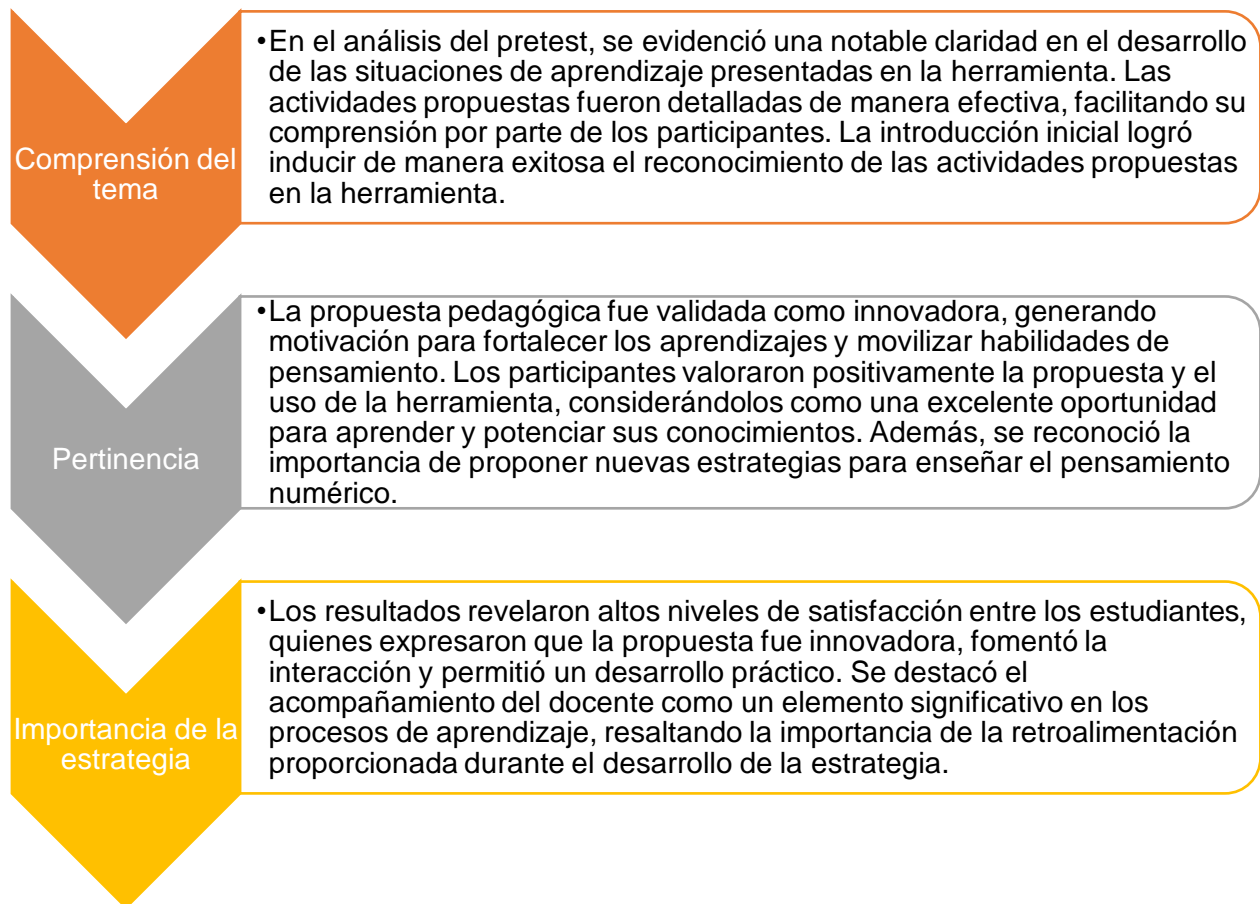 Comprensión del
tema
•En el análisis del pretest, se evidenció una notable claridad en el desarrollo
de las situaciones de aprendizaje presentadas en la herramienta. Las
actividades propuestas fueron detalladas de manera efectiva, facilitando su
comprensión por parte de los participantes. La introducción inicial logró
inducir de manera exitosa el reconocimiento de las actividades propuestas
en la herramienta.
Pertinencia
•La propuesta pedagógica fue validada como innovadora, generando
motivación para fortalecer los aprendizajes y movilizar habilidades de
pensamiento. Los participantes valoraron positivamente la propuesta y el
uso de la herramienta, considerándolos como una excelente oportunidad
para aprender y potenciar sus conocimientos. Además, se reconoció la
importancia de proponer nuevas estrategias para enseñar el pensamiento
numérico.
Importancia de la
estrategia
•Los resultados revelaron altos niveles de satisfacción entre los estudiantes,
quienes expresaron que la propuesta fue innovadora, fomentó la
interacción y permitió un desarrollo práctico. Se destacó el
acompañamiento del docente como un elemento significativo en los
procesos de aprendizaje, resaltando la importancia de la retroalimentación
proporcionada durante el desarrollo de la estrategia.